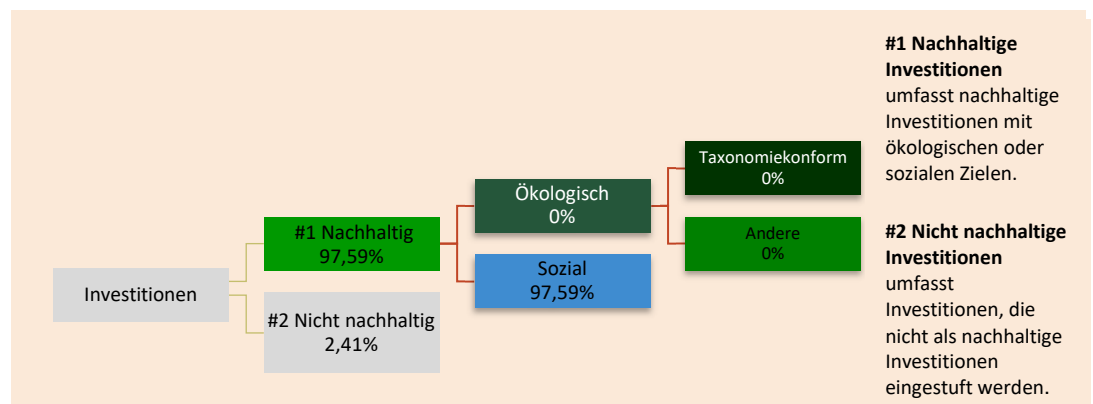 Investitionen
#1 Nachhaltig
97,59%
#2 Nicht nachhaltig
2,41%
Ökologisch
0%
Sozial
97,59%
Taxonomiekonform
0%
Andere
0%
#1 Nachhaltige
Investitionen
umfasst nachhaltige
Investitionen mit
ökologischen oder
sozialen Zielen.
#2 Nicht nachhaltige
Investitionen
umfasst
Investitionen, die
nicht als nachhaltige
Investitionen
eingestuft werden.